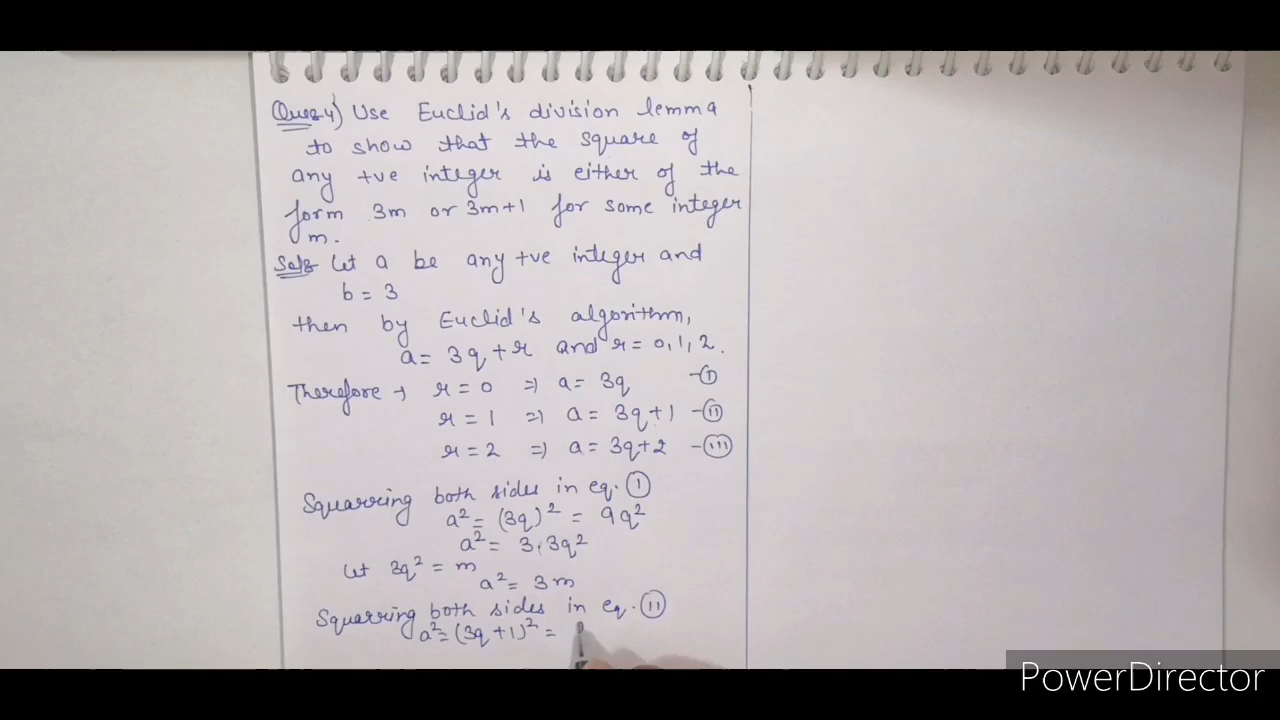 Ques 4) Use Euclid's division lemma
to show that the square of
any +ve integer is either of the
form 3m or 3m+1 for some integer
m.
Sol:- Let a be any +ve integer and
b = 3
then by Euclid's algorithm,
a = 3q + r and r = 0, 1, 2.
Therefore → r = 0 ⇒ a = 3q -(I)
r = 1 ⇒ a = 3q + 1 -(II)
r = 2 ⇒ a = 3q+2 -(III)
Squarring both sides in eq. (I)
a² = (3q)² = 9q²
a² = 3.3q²
Let 3q² = m
a² = 3m
Squarring both sides in eq. (II)
a² = (3q + 1)² =
PowerDirector